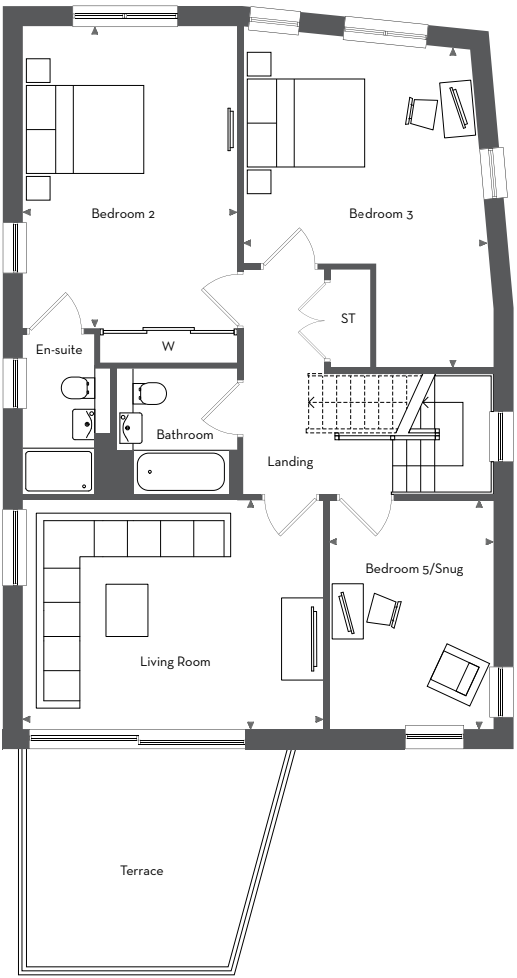 Bedroom 2
Bedroom 3
ST
W
En-suite
Bathroom
Landing
Bedroom 5/Snug
Living Room
Terrace